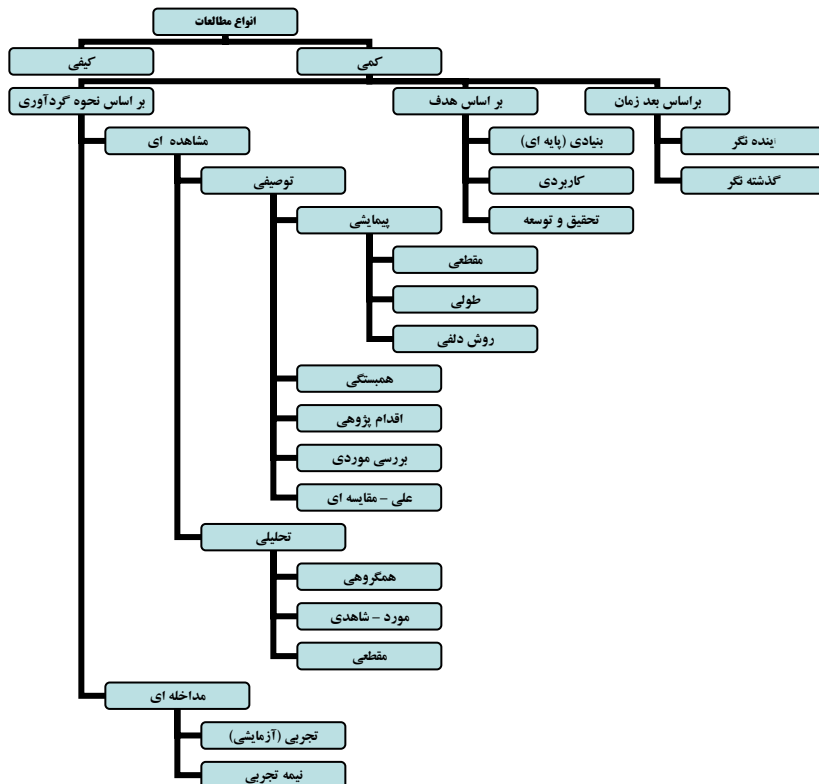 انواع مطالعات
کمی
کیفی
براساس بعد زمان
بر اساس هدف
بر اساس نحوه گردآوری
آینده نگر
گذشته نگر
بنیادی (پایه ای)
کاربردی
تحقیق و توسعه
مشاهده ای
توصیفی
پیمایشی
مقطعی
طولی
روش دلفی
همبستگی
اقدام پژوهی
بررسی موردی
علی – مقایسه ای
تحلیلی
همگروهی
مورد – شاهدی
مقطعی
مداخله ای
تجربی (آزمایشی)
نیمه تجربی